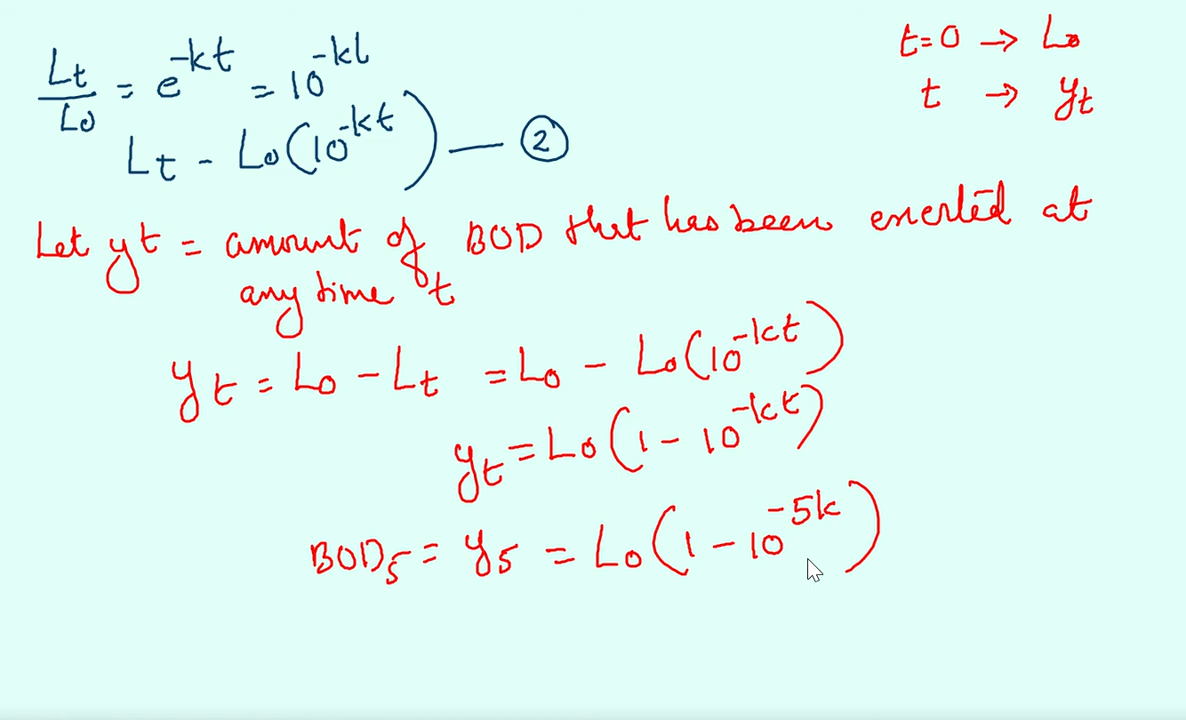 Lt/Lo = e^-kt = 10^-kt
t=0 → Lo
t → yt
Lt - Lo(10^-kt) — ②
Let yt = amount of BOD that has been exerted at
any time t
yt = Lo - Lt = Lo - Lo(10^-kt)
yt = Lo(1 - 10^-kt)
BOD5 = y5 = Lo(1 - 10^-5k)